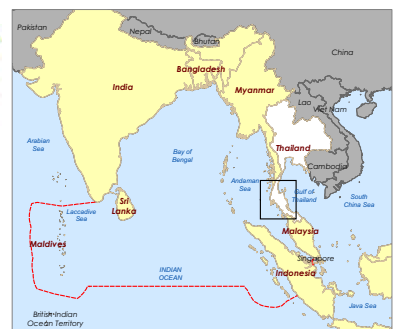 Pakistan
Nepal
Bhutan
China
Bangladesh
India
Myanmar
Lao
Viet Nam
Arabian
Sea
Bay of
Bengal
Thailand
Cambodia
Andaman
Sea
Gulf of
Thailand
South
China Sea
Sri
Lanka
Laccadive
Sea
Malaysia
Maldives
Singapore
INDIAN
OCEAN
Indonesia
Java Sea
British Indian
Ocean Territory